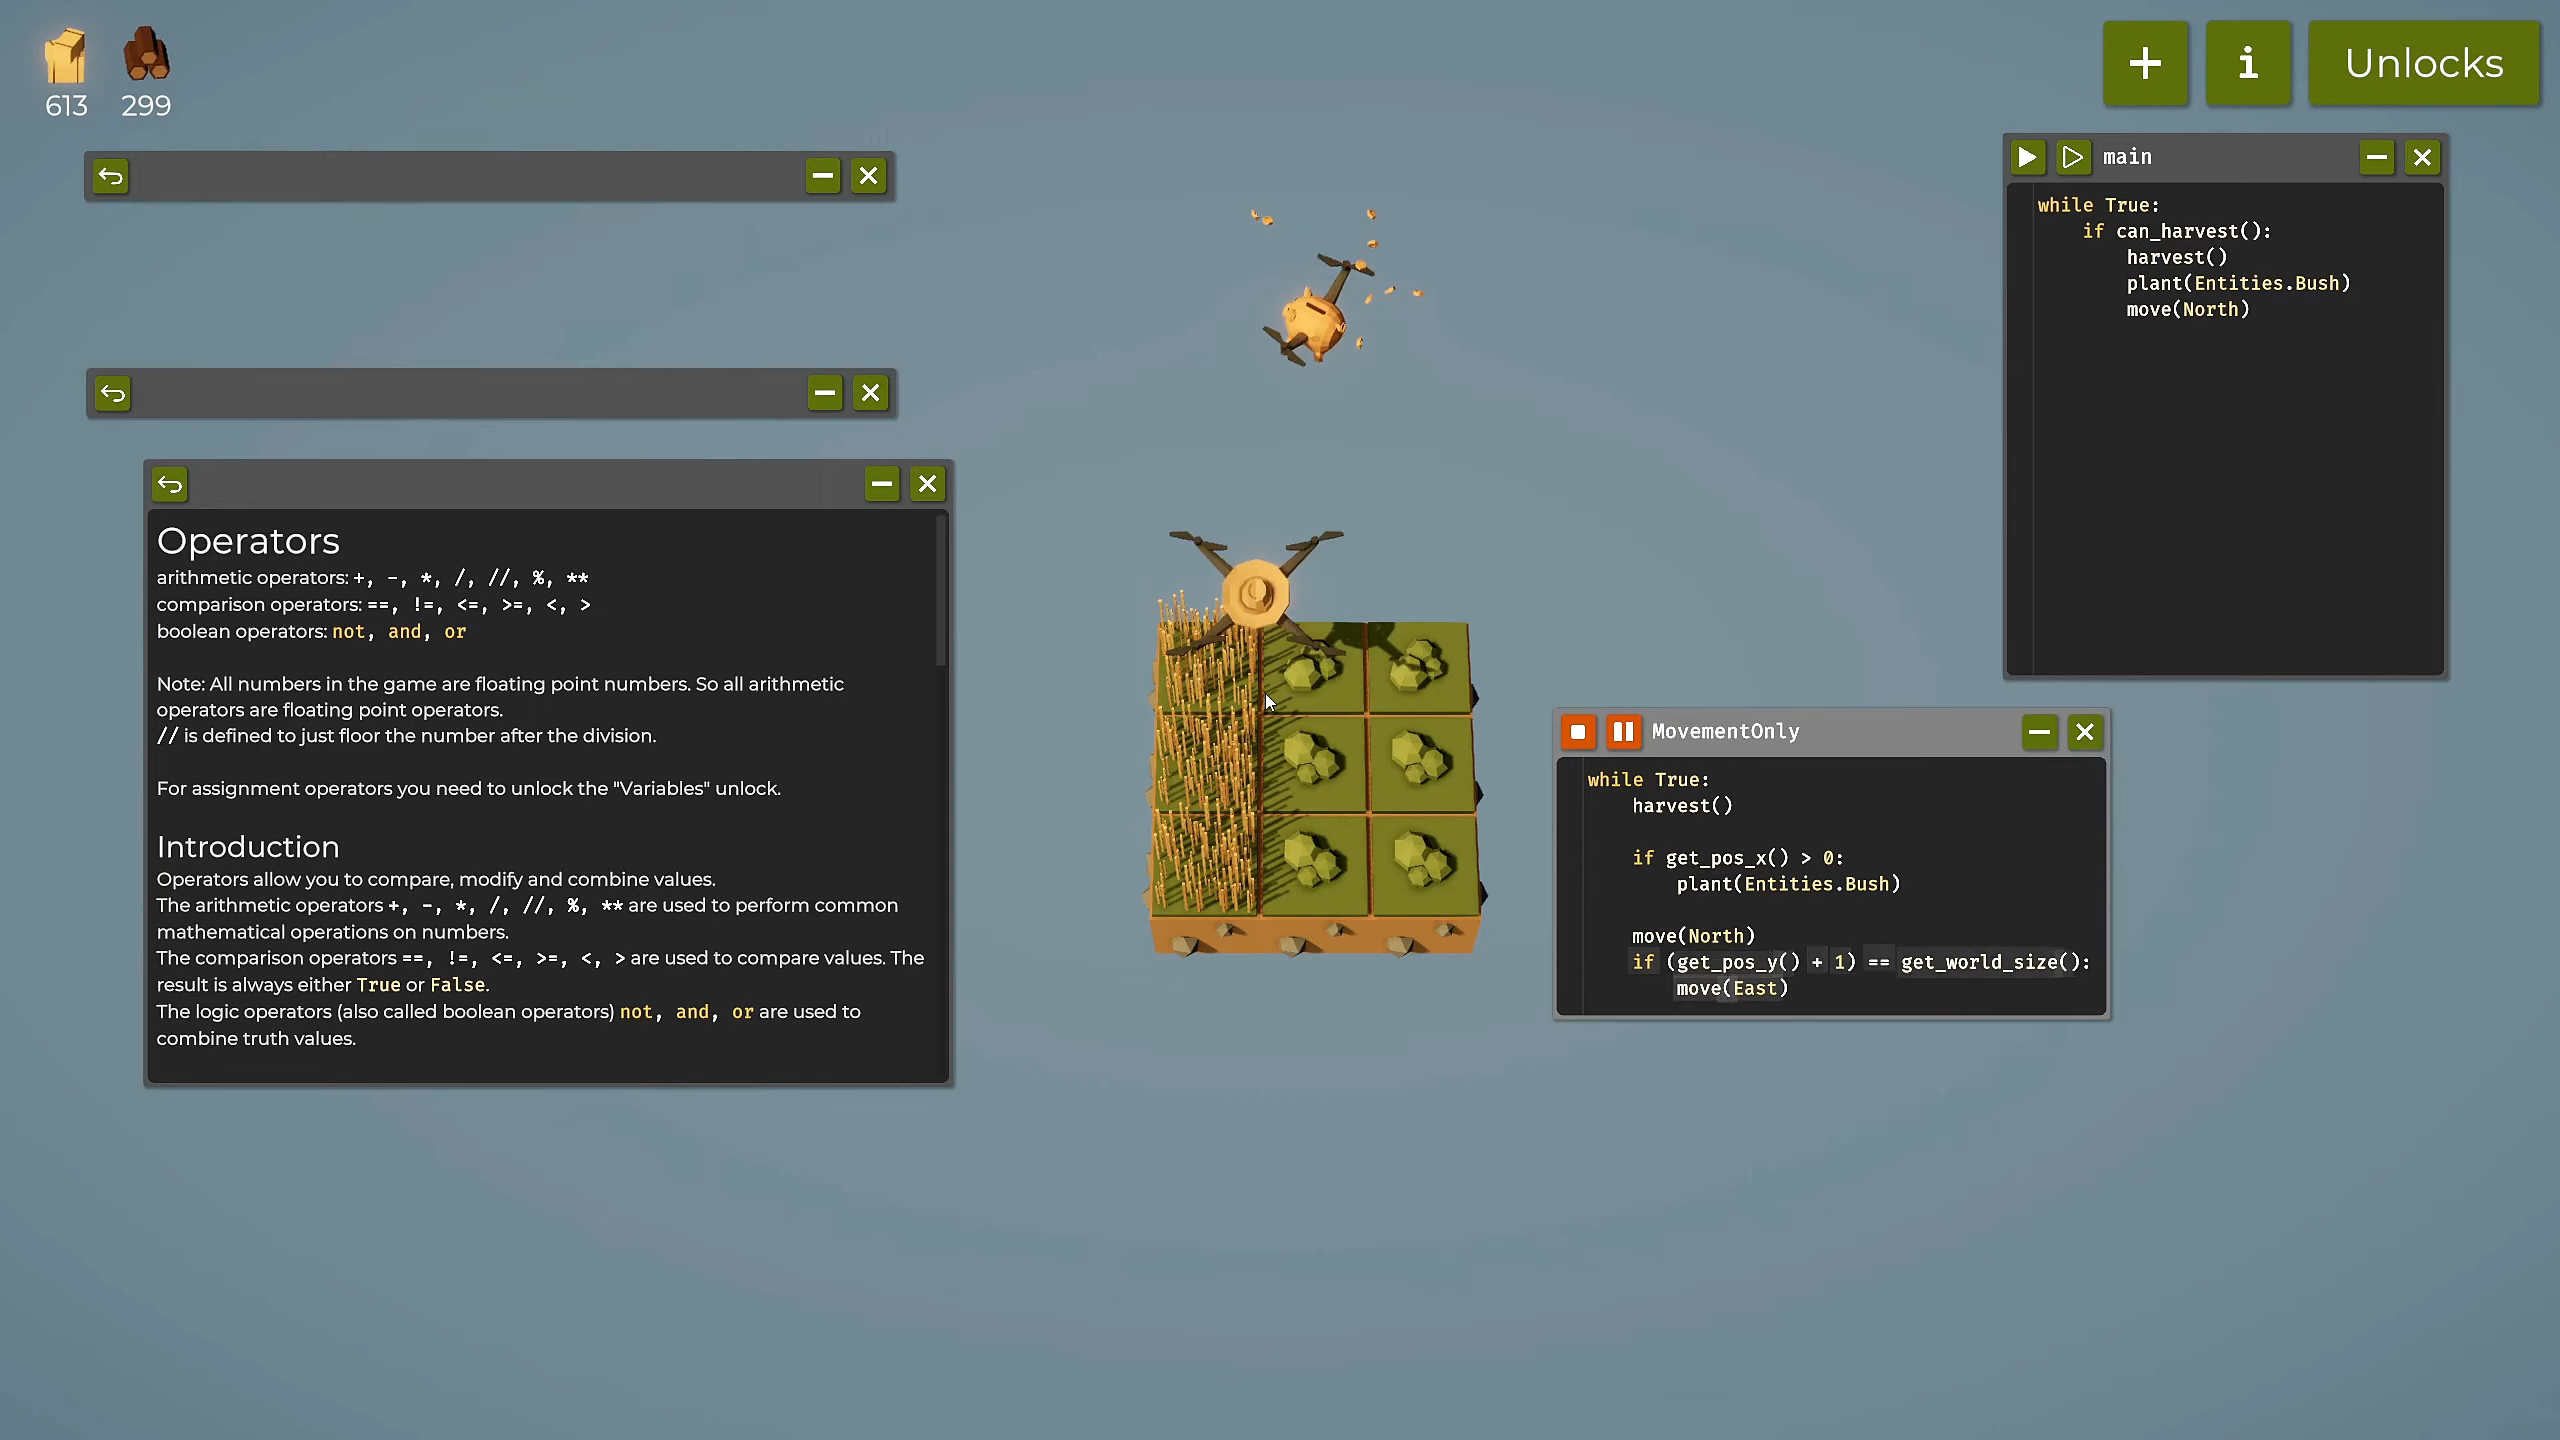 613 299
+ i Unlocks
main
while True:
    if can_harvest():
        harvest()
        plant(Entities.Bush)
        move(North)
Operators
arithmetic operators: +, -, *, /, //, %, **
comparison operators: ==, !=, <=, >=, <, >
boolean operators: not, and, or
Note: All numbers in the game are floating point numbers. So all arithmetic
operators are floating point operators.
// is defined to just floor the number after the division.
For assignment operators you need to unlock the "Variables" unlock.
Introduction
Operators allow you to compare, modify and combine values.
The arithmetic operators +, -, *, /, //, %, ** are used to perform common
mathematical operations on numbers.
The comparison operators ==, !=, <=, >=, <, > are used to compare values. The
result is always either True or False.
The logic operators (also called boolean operators) not, and, or are used to
combine truth values.
MovementOnly
while True:
    harvest()
    if get_pos_x() > 0:
        plant(Entities.Bush)
    move(North)
    if (get_pos_y() + 1) == get_world_size():
        move(East)